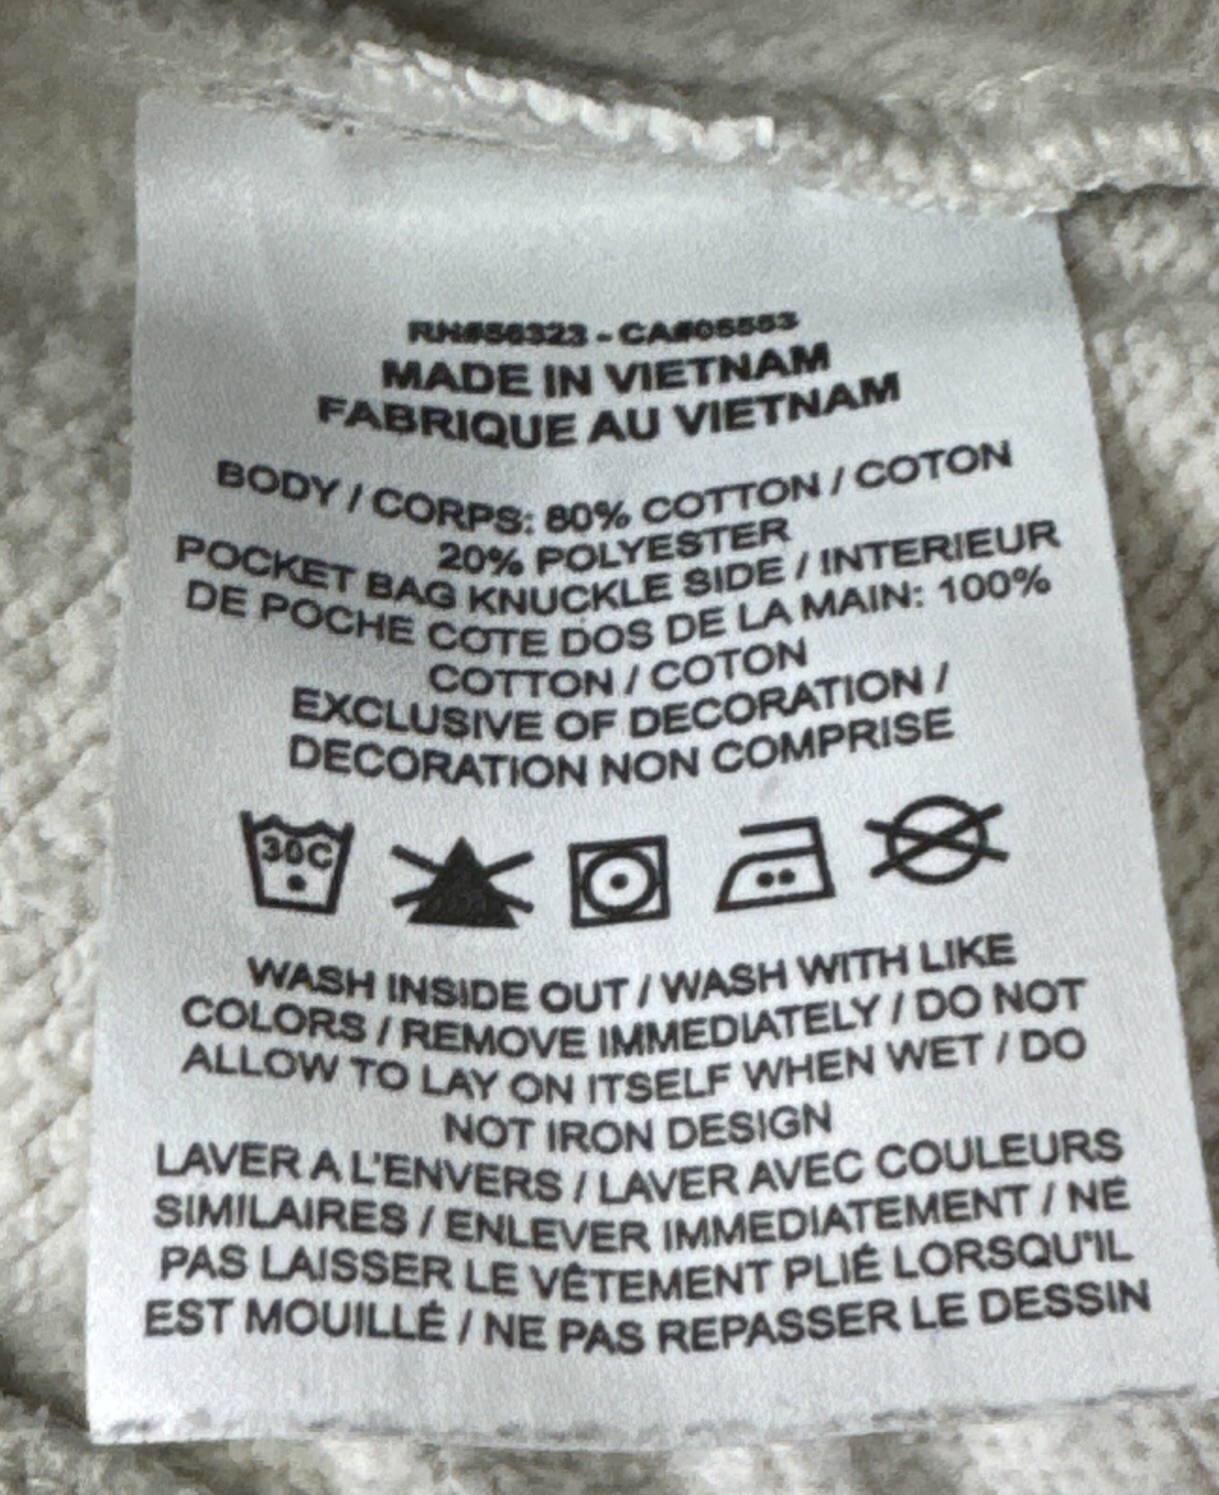 RN#56323 - CA#05553
MADE IN VIETNAM
FABRIQUE AU VIETNAM
BODY / CORPS: 80% COTTON / COTON
20% POLYESTER
POCKET BAG KNUCKLE SIDE / INTERIEUR
DE POCHE COTE DOS DE LA MAIN: 100%
COTTON / COTON
EXCLUSIVE OF DECORATION /
DECORATION NON COMPRISE
30C
WASH INSIDE OUT / WASH WITH LIKE
COLORS / REMOVE IMMEDIATELY / DO NOT
ALLOW TO LAY ON ITSELF WHEN WET / DO
NOT IRON DESIGN
LAVER A L'ENVERS / LAVER AVEC COULEURS
SIMILAIRES / ENLEVER IMMEDIATEMENT / NE
PAS LAISSER LE VÊTEMENT PLIÉ LORSQU'IL
EST MOUILLÉ / NE PAS REPASSER LE DESSIN